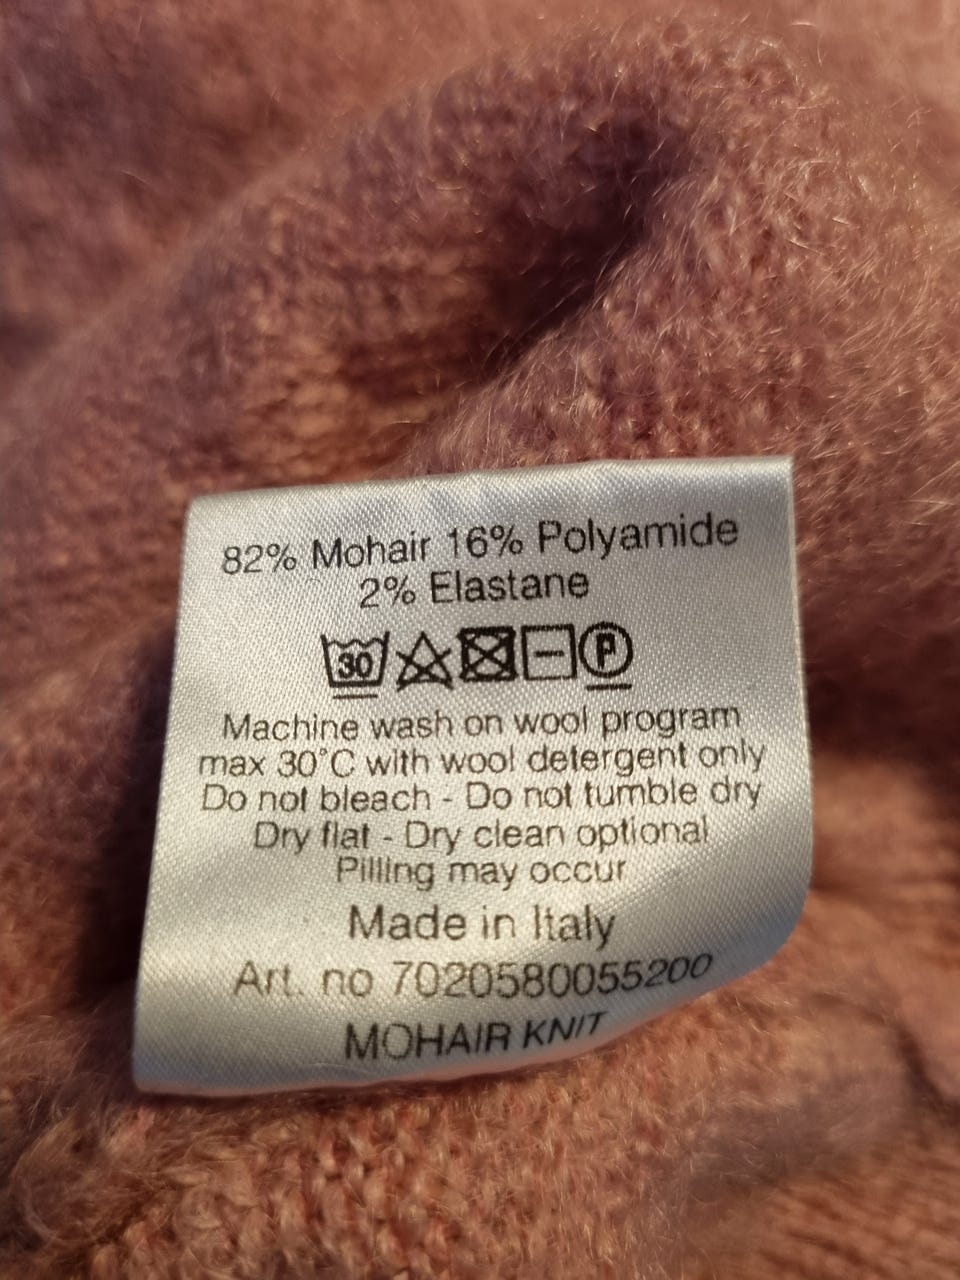 82% Mohair 16% Polyamide
2% Elastane
30 P
Machine wash on wool program
max 30°C with wool detergent only
Do not bleach - Do not tumble dry
Dry flat - Dry clean optional
Pilling may occur
Made in Italy
Art. no 7020580055200
MOHAIR KNIT